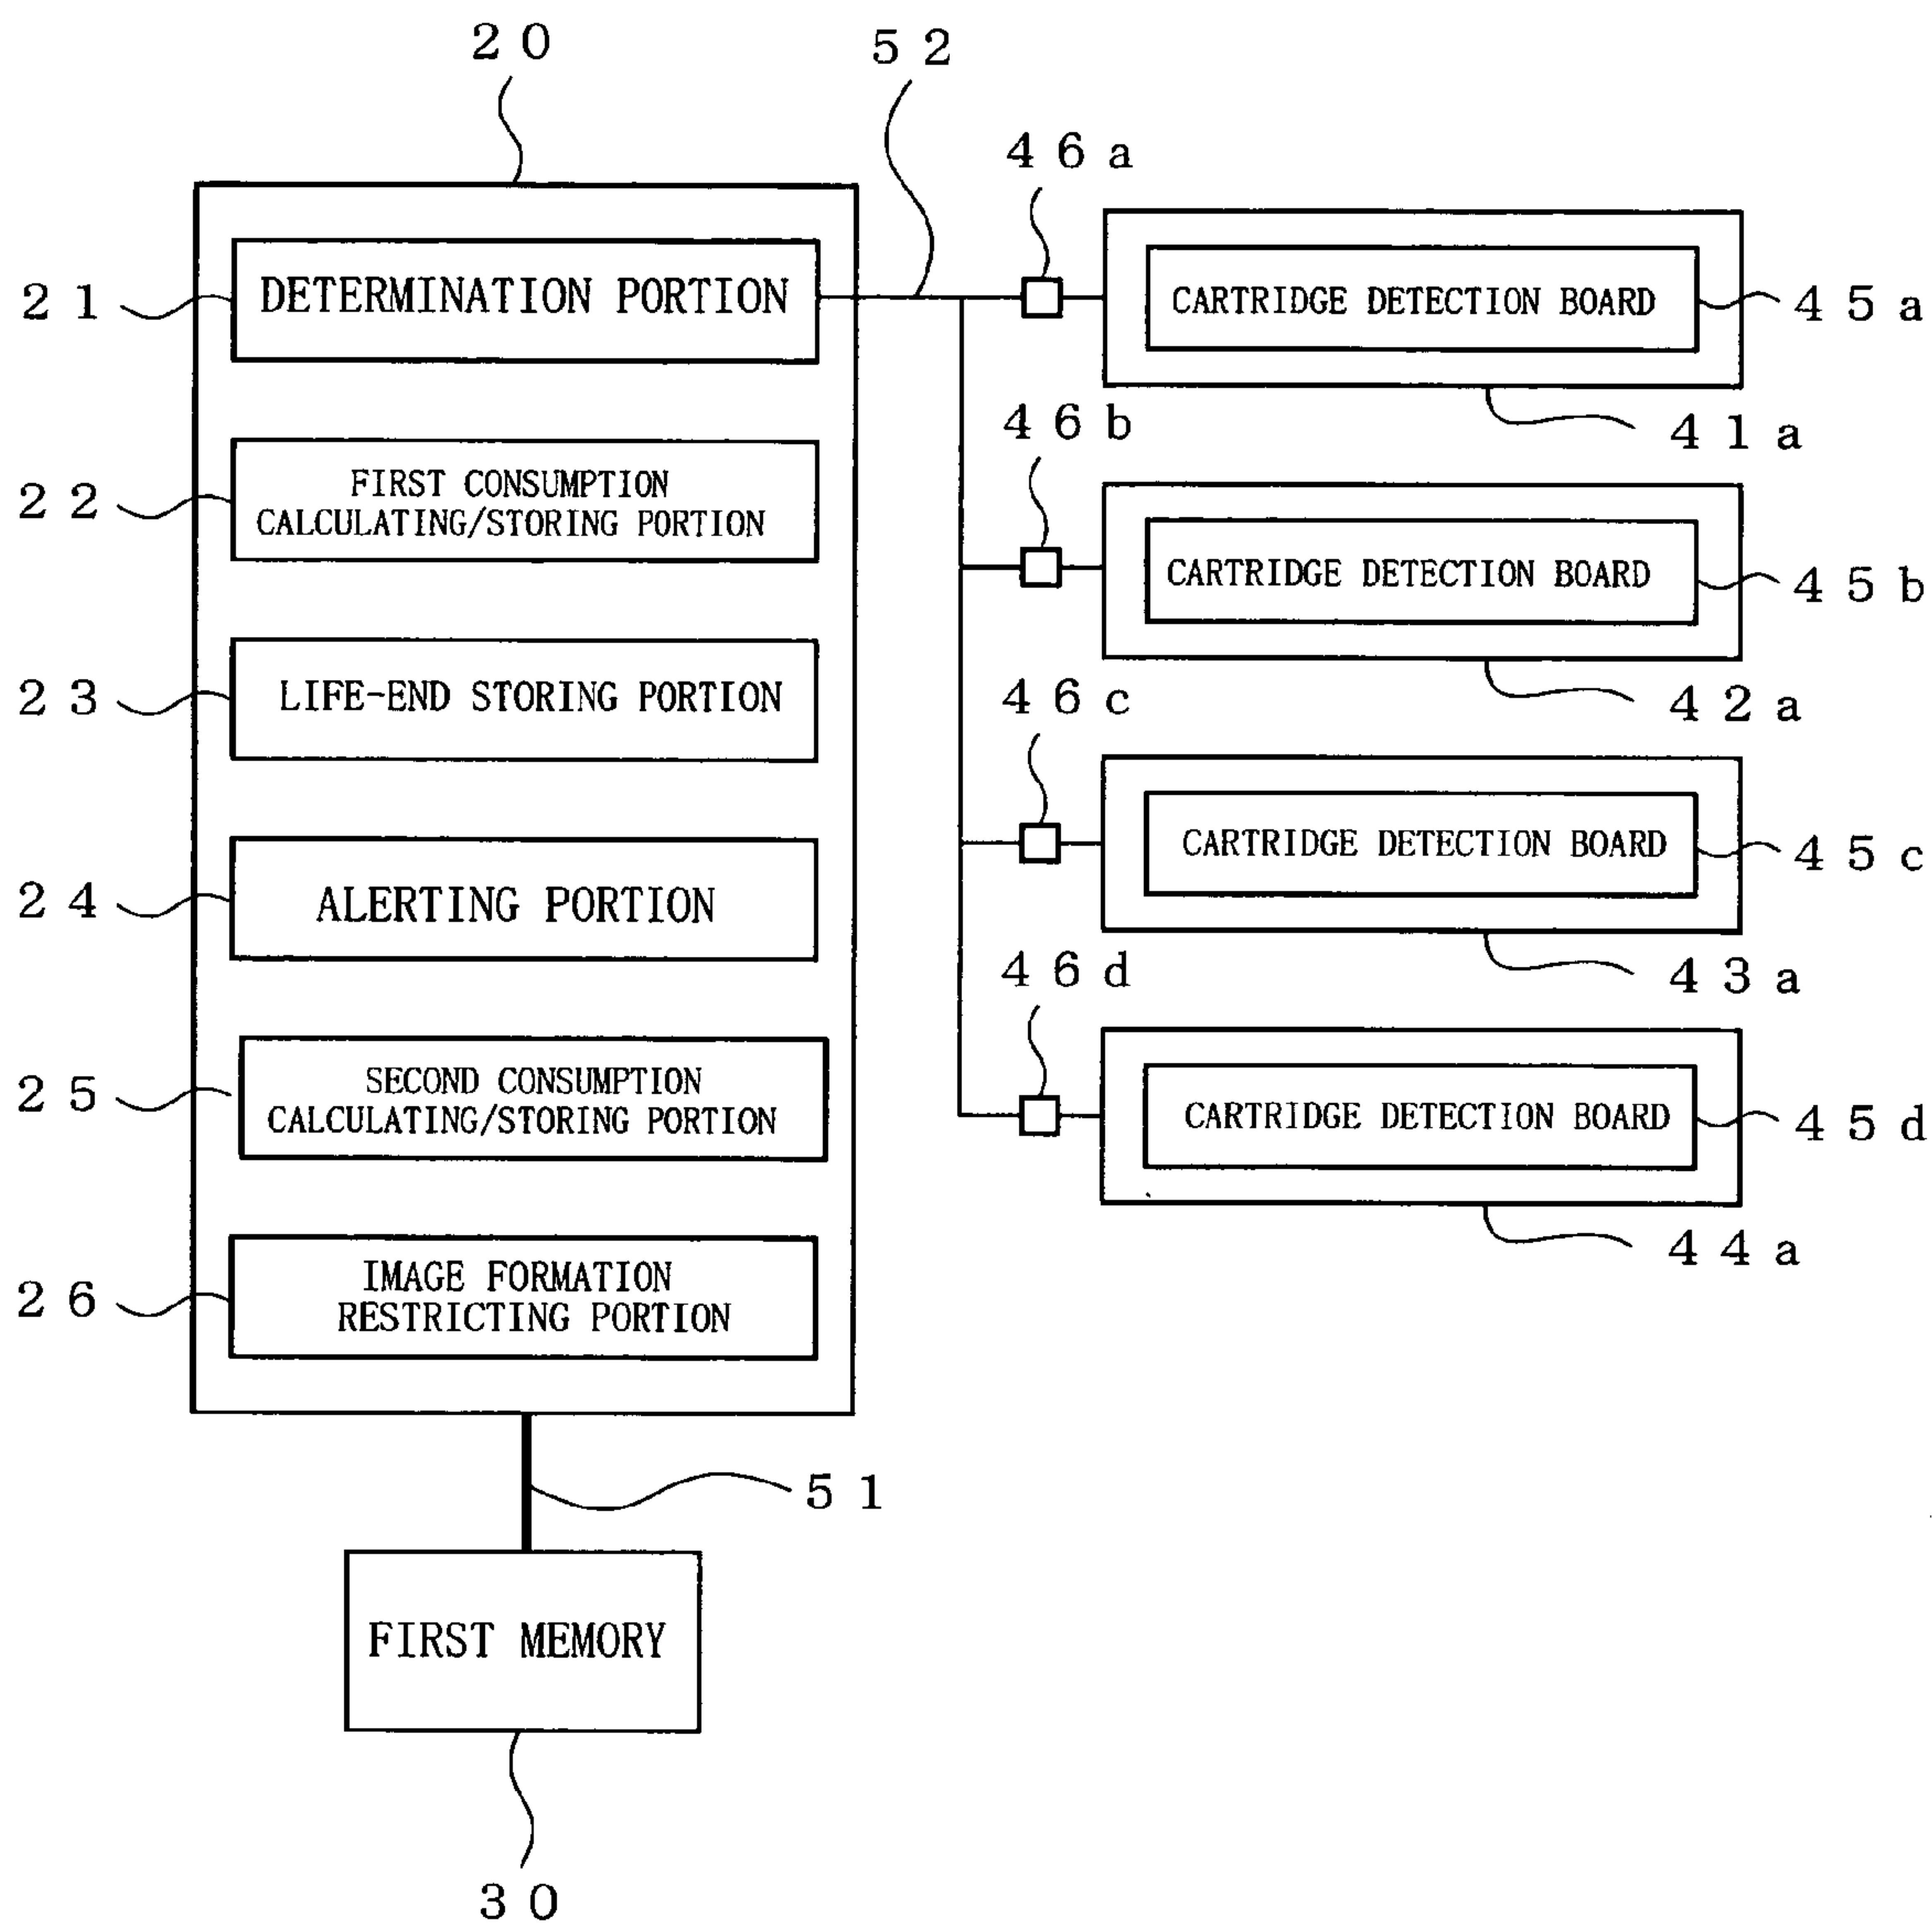 20
52
46a
21
DETERMINATION PORTION
CARTRIDGE DETECTION BOARD
45a
41a
22
FIRST CONSUMPTION
CALCULATING/STORING PORTION
46b
CARTRIDGE DETECTION BOARD
45b
42a
23
LIFE-END STORING PORTION
46c
CARTRIDGE DETECTION BOARD
45c
43a
24
ALERTING PORTION
46d
25
SECOND CONSUMPTION
CALCULATING/STORING PORTION
CARTRIDGE DETECTION BOARD
45d
44a
26
IMAGE FORMATION
RESTRICTING PORTION
51
FIRST MEMORY
30